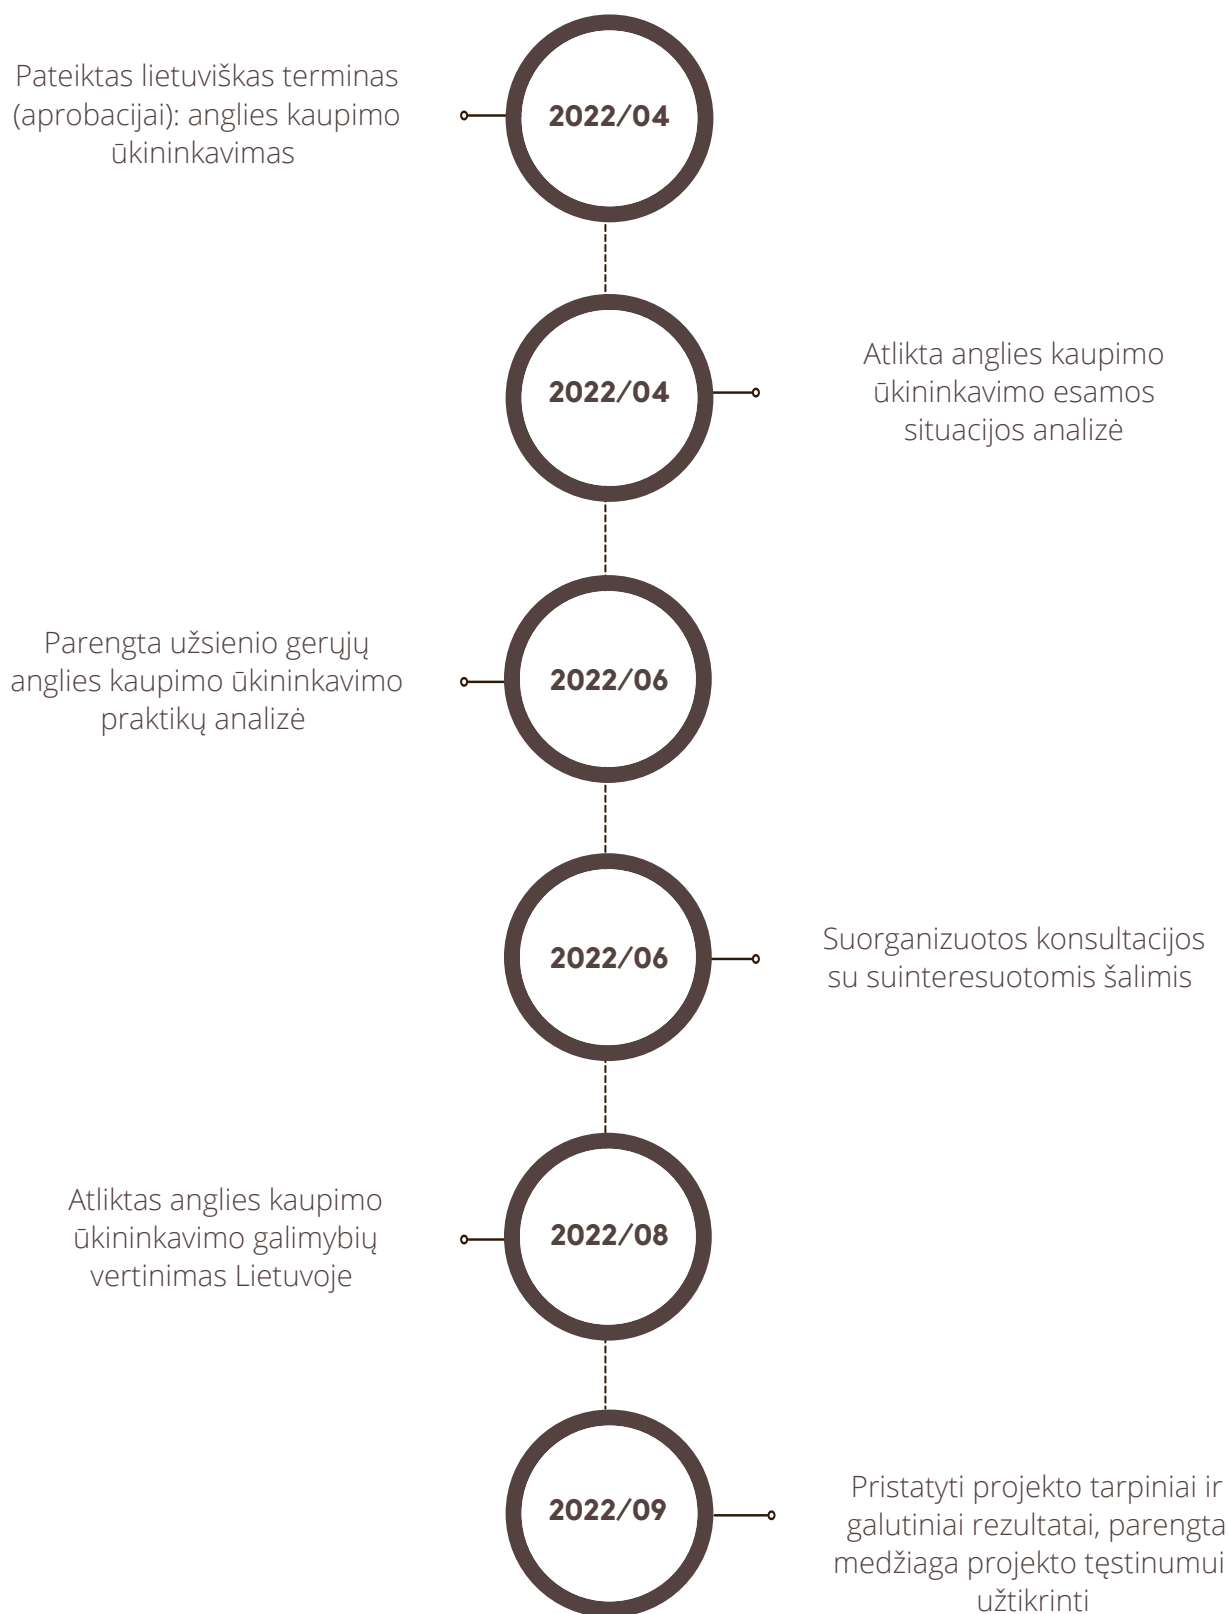 Pateiktas lietuviškas terminas
(aprobacijai): anglies kaupimo
ūkininkavimas
2022/04
2022/04
Atlikta anglies kaupimo
ūkininkavimo esamos
situacijos analizė
Parengta užsienio gerųjų
anglies kaupimo ūkininkavimo
praktikų analizė
2022/06
2022/06
Suorganizuotos konsultacijos
su suinteresuotomis šalimis
Atliktas anglies kaupimo
ūkininkavimo galimybių
vertinimas Lietuvoje
2022/08
2022/09
Pristatyti projekto tarpiniai ir
galutiniai rezultatai, parengta
medžiaga projekto tęstinumui
užtikrinti